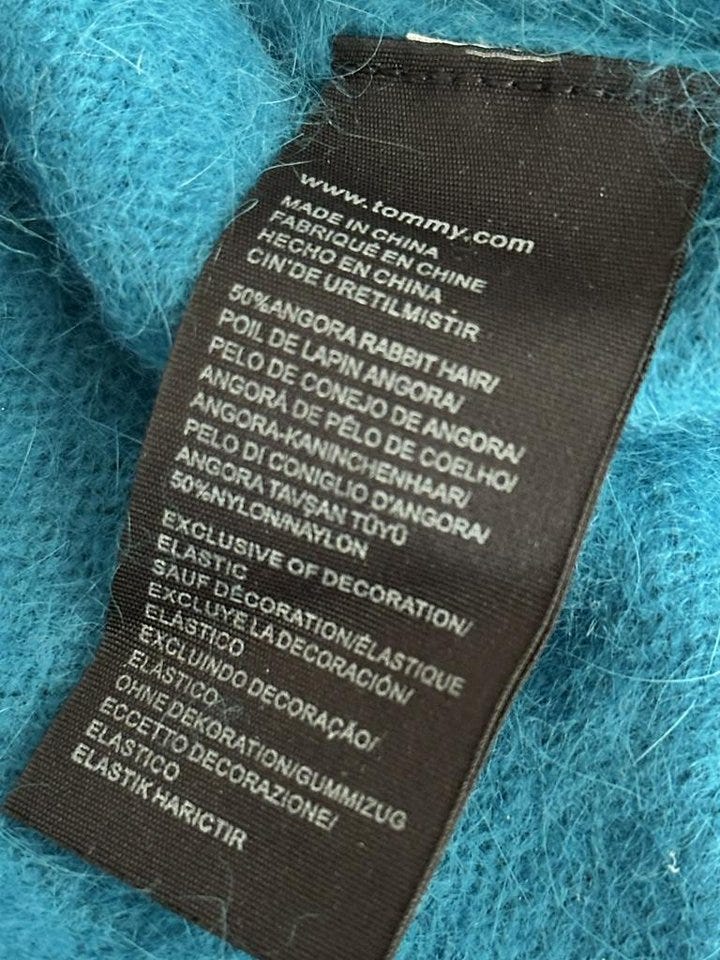 www.tommy.com
MADE IN CHINA
FABRIQUÉ EN CHINE
HECHO EN CHINA
CIN'DE URETILMISTIR
50%ANGORA RABBIT HAIR/
POIL DE LAPIN ANGORA/
PELO DE CONEJO DE ANGORA/
ANGORÁ DE PÊLO DE COELHO/
ANGORA-KANINCHENHAAR/
PELO DI CONIGLIO D'ANGORA/
ANGORA TAVŞAN TÜYÜ
50%NYLON/NAYLON
EXCLUSIVE OF DECORATION/
ELASTIC
SAUF DÉCORATION/ÉLASTIQUE
EXCLUYE LA DECORACIÓN/
ELÁSTICO
EXCLUINDO DECORAÇÃO/
ELÁSTICO
OHNE DEKORATION/GUMMIZUG
ECCETTO DECORAZIONE/
ELASTICO
ELASTIK HARICTIR